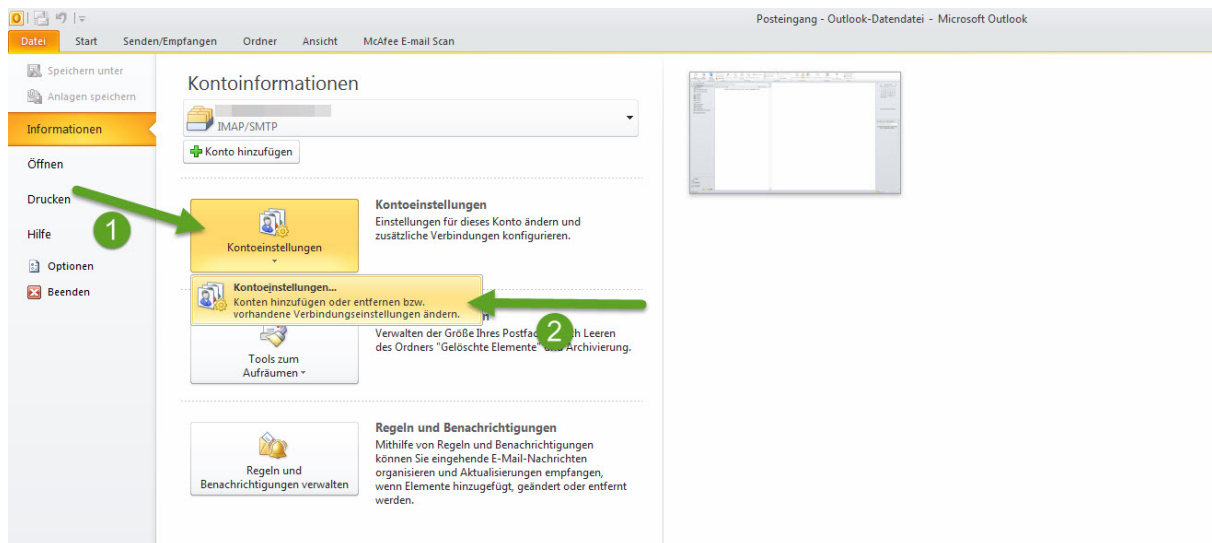 Posteingang - Outlook-Datendatei - Microsoft Outlook
Datei Start Senden/Empfangen Ordner Ansicht McAfee E-mail Scan
Speichern unter
Anlagen speichern
Informationen
Öffnen
Drucken
Hilfe
Optionen
Beenden
Kontoinformationen
IMAP/SMTP
Konto hinzufügen
1
Kontoeinstellungen
Kontoeinstellungen
Einstellungen für dieses Konto ändern und
zusätzliche Verbindungen konfigurieren.
Kontoeinstellungen...
Konten hinzufügen oder entfernen bzw.
vorhandene Verbindungseinstellungen ändern.
2
Tools zum
Aufräumen
Verwalten der Größe Ihres Leeren
des Ordners "Gelöschte Elemente" Archivierung.
Regeln und
Benachrichtigungen verwalten
Regeln und Benachrichtigungen
Mithilfe von Regeln und Benachrichtigungen
können Sie eingehende E-Mail-Nachrichten
organisieren und Aktualisierungen empfangen,
wenn Elemente hinzugefügt, geändert oder entfernt
werden.